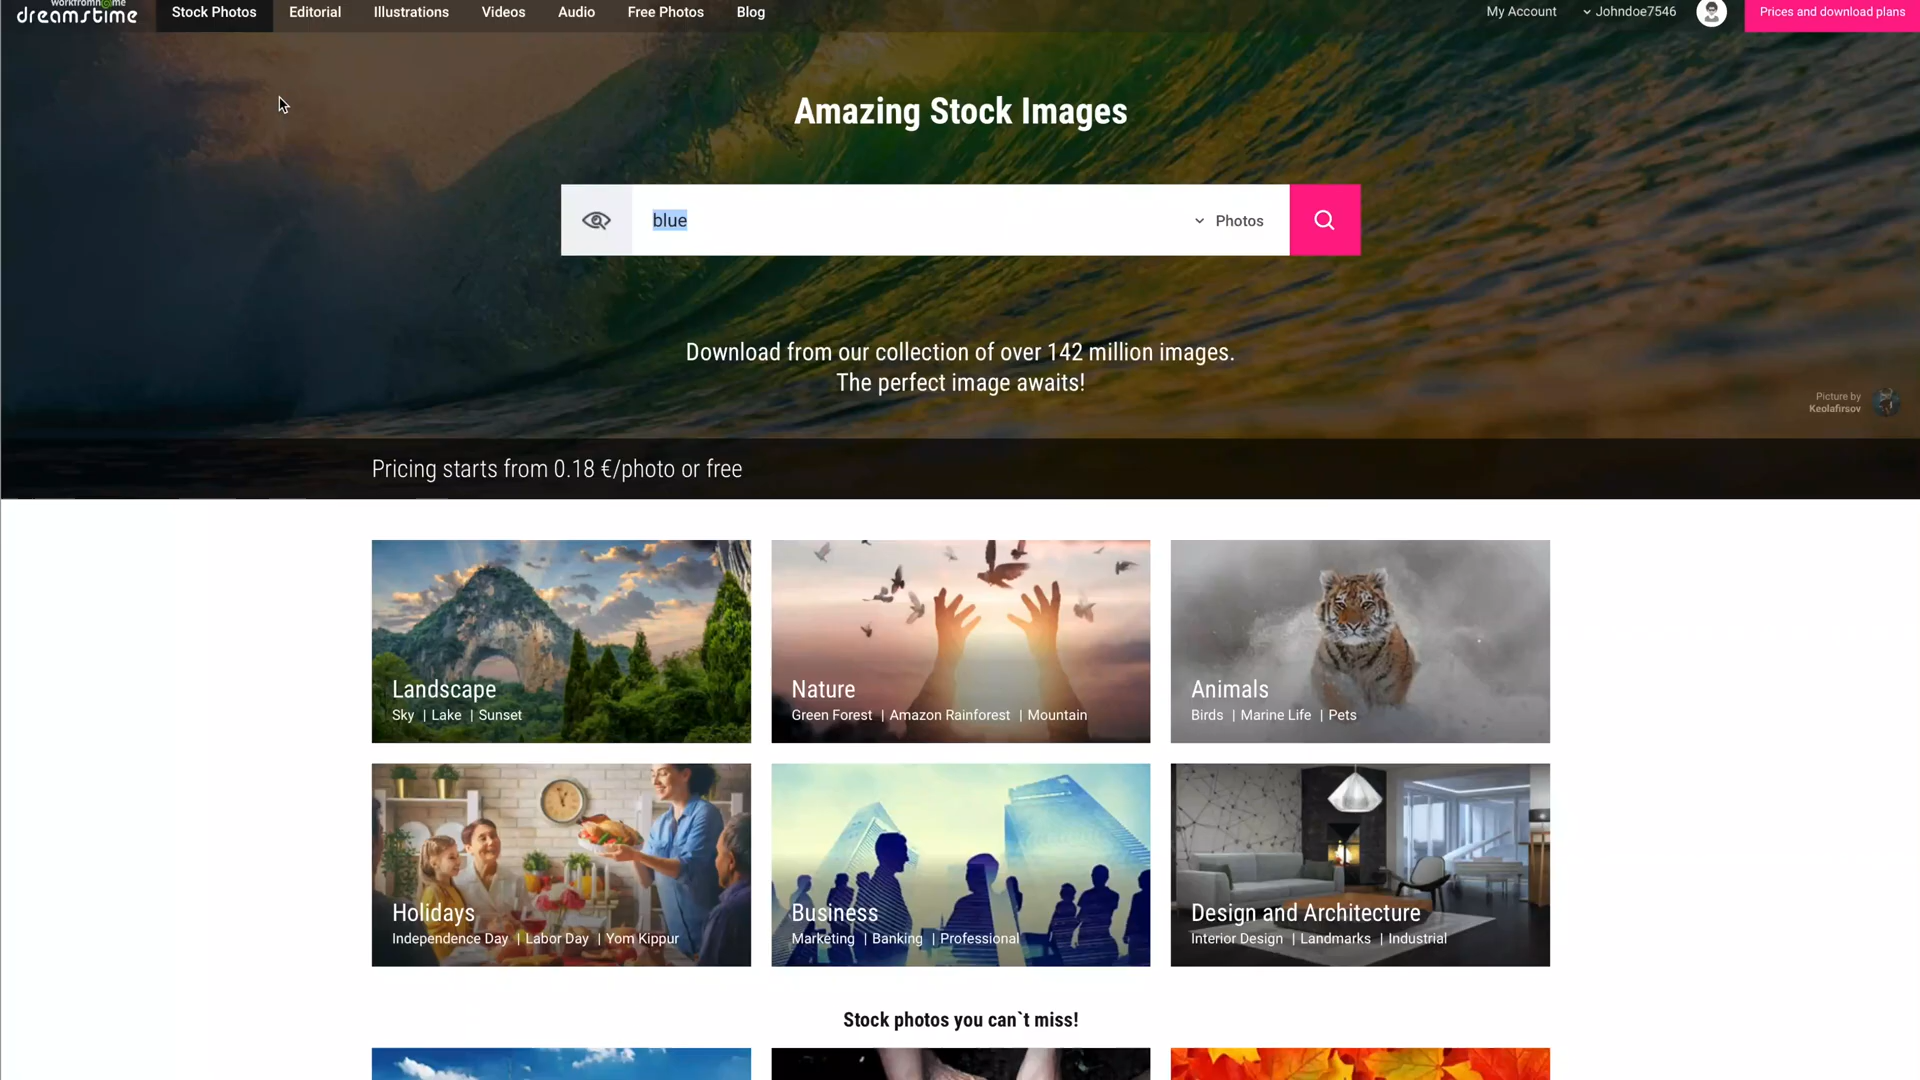 workfromh@me
dreamstime
Stock Photos
Editorial
Illustrations
Videos
Audio
Free Photos
Blog
My Account
Johndoe7546
Prices and download plans
Amazing Stock Images
blue
Photos
Download from our collection of over 142 million images.
The perfect image awaits!
Picture by
Keolafirsov
Pricing starts from 0.18 €/photo or free
Landscape
Sky | Lake | Sunset
Nature
Green Forest | Amazon Rainforest | Mountain
Animals
Birds | Marine Life | Pets
Holidays
Independence Day | Labor Day | Yom Kippur
Business
Marketing | Banking | Professional
Design and Architecture
Interior Design | Landmarks | Industrial
Stock photos you can`t miss!